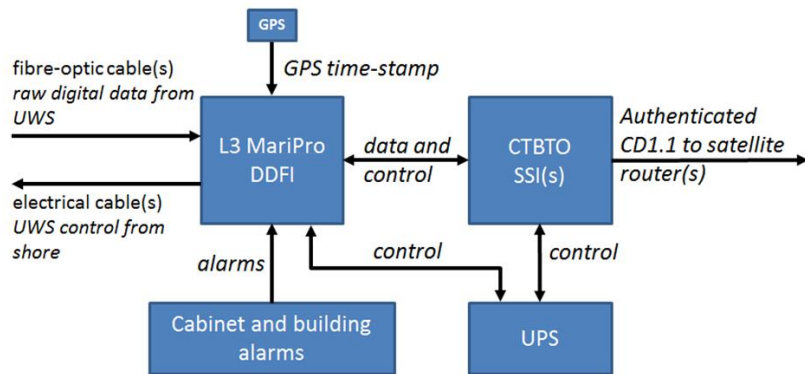 GPS
GPS time-stamp
fibre-optic cable(s)
raw digital data from
UWS
L3 MariPro
DDFI
electrical cable(s)
UWS control from
shore
data and
control
CTBTO
SSI(s)
Authenticated
CD1.1 to satellite
router(s)
alarms
control
control
Cabinet and building
alarms
UPS